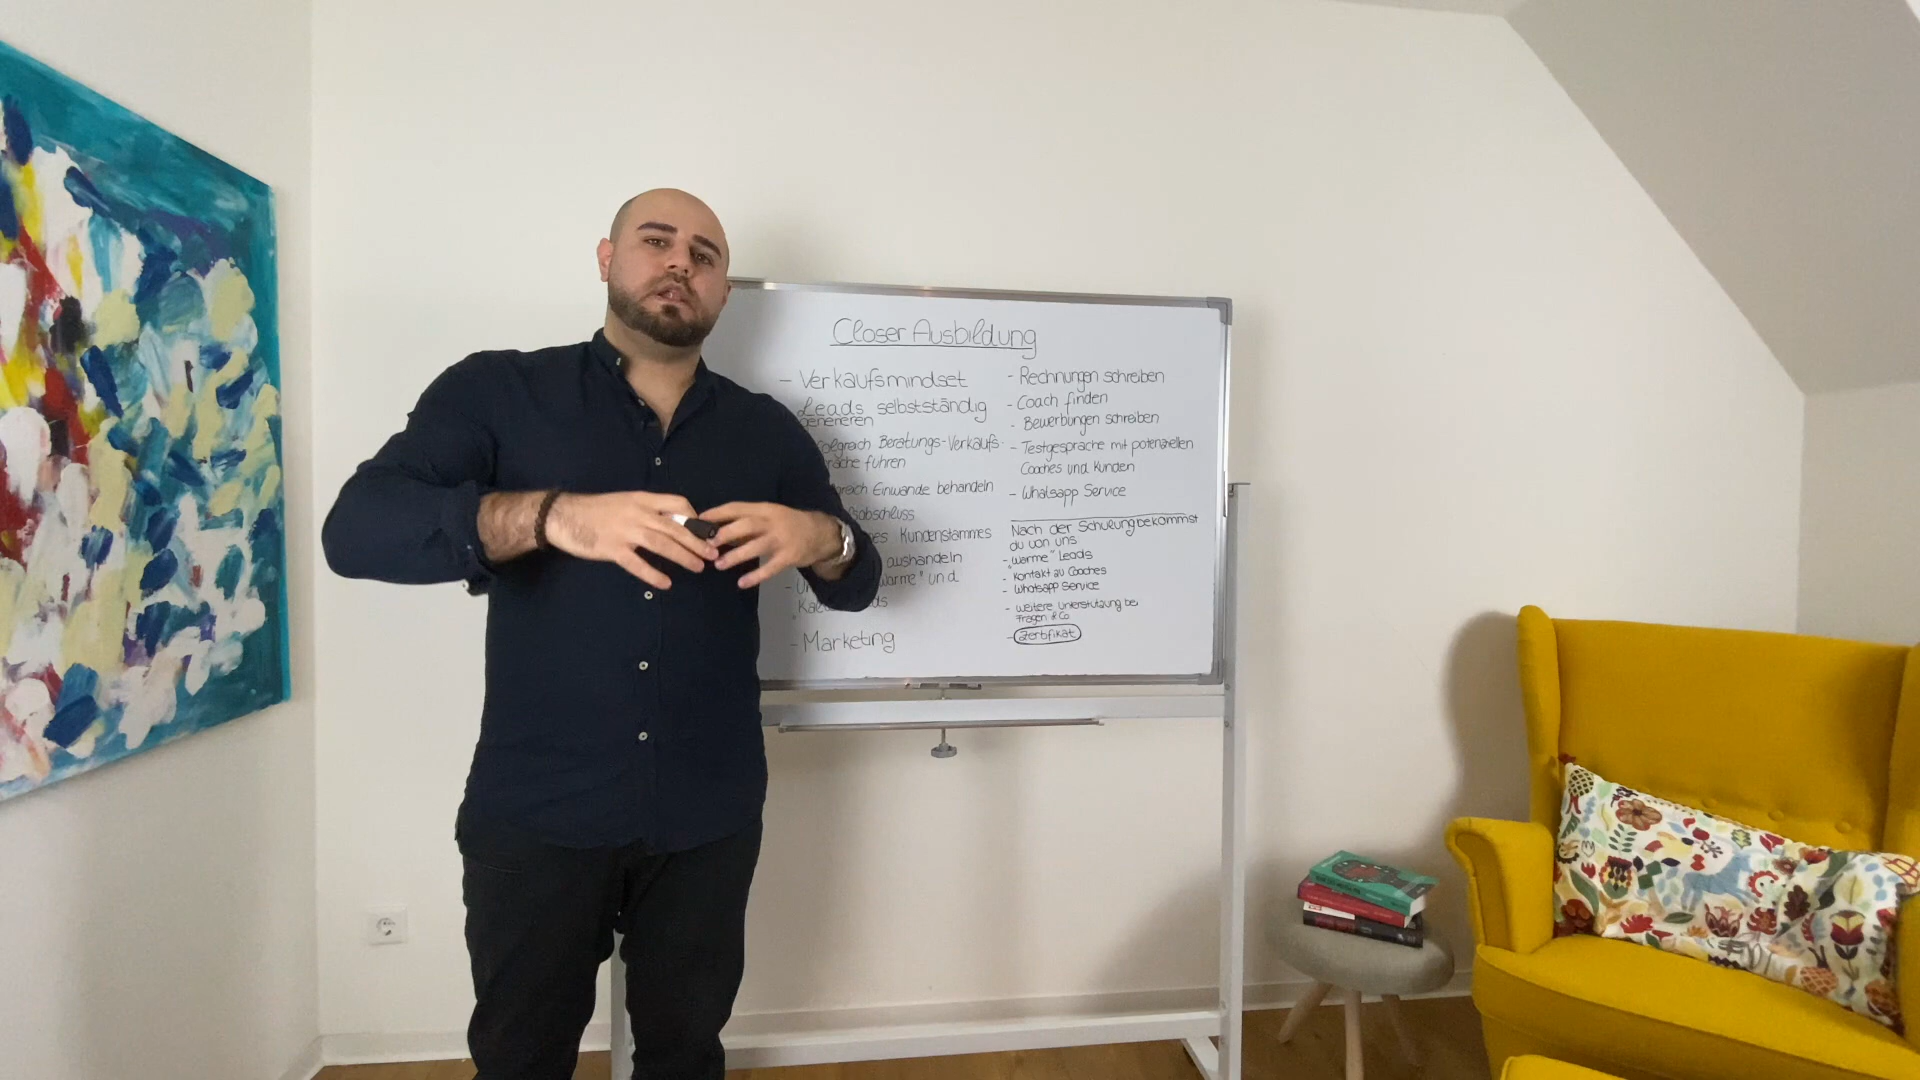 Closer Ausbildung
- Verkaufsmindset
Leads selbstständig
generieren
Beratungs-Verkaufs-
führen
Einwände behandeln
Kundenstammes
aushandeln
"warme" und
- Marketing
- Rechnungen schreiben
- Coach finden
- Bewerbungen schreiben
- Testgespräche mit potenziellen
Coaches und Kunden
- Whatsapp Service
Nach der Schulung bekommst
du von uns
- "warme" Leads
- Kontakt zu Coaches
- Whatsapp Service
- weitere Unterstützung bei
Fragen & Co
- Zertifikat